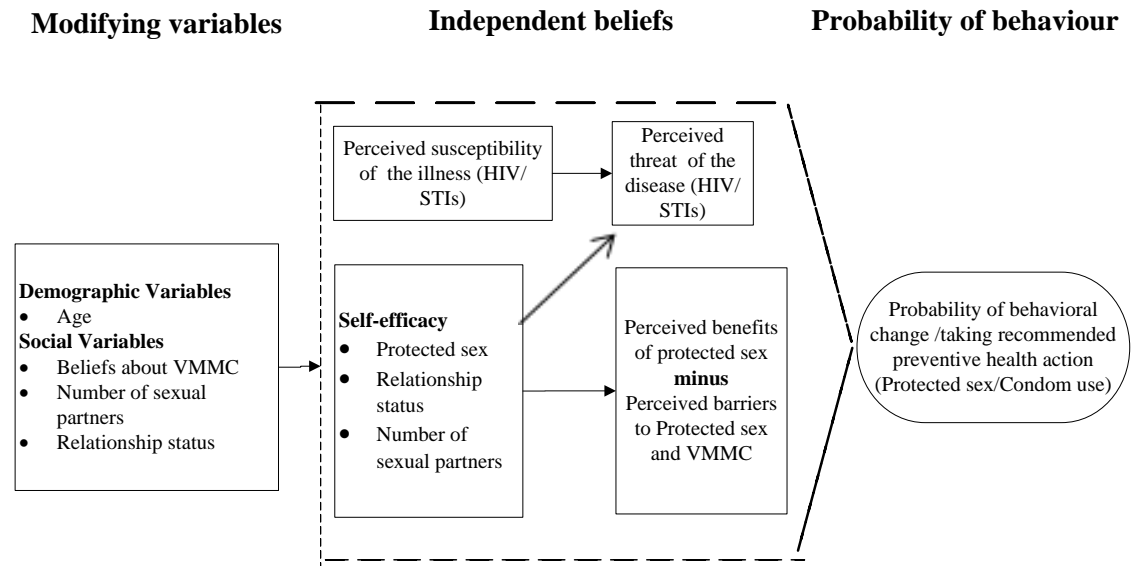 Modifying variables
Independent beliefs
Probability of behaviour
Perceived susceptibility
of the illness (HIV/
STIs)
Perceived
threat of the
disease (HIV/
STIs)
Demographic Variables
• Age
Social Variables
• Beliefs about VMMC
• Number of sexual
partners
• Relationship status
Self-efficacy
• Protected sex
• Relationship
status
• Number of
sexual partners
Perceived benefits
of protected sex
minus
Perceived barriers
to Protected sex
and VMMC
Probability of behavioral
change /taking recommended
preventive health action
(Protected sex/Condom use)